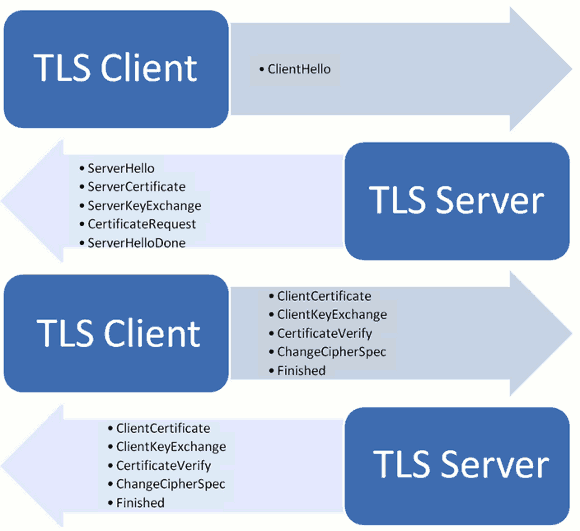 TLS Client
• ClientHello
• ServerHello
• ServerCertificate
• ServerKeyExchange
• CertificateRequest
• ServerHelloDone
TLS Server
TLS Client
• ClientCertificate
• ClientKeyExchange
• CertificateVerify
• ChangeCipherSpec
• Finished
• ClientCertificate
• ClientKeyExchange
• CertificateVerify
• ChangeCipherSpec
• Finished
TLS Server